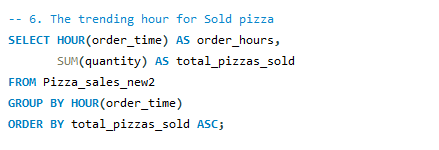 -- 6. The trending hour for Sold pizza
SELECT HOUR(order_time) AS order_hours,
SUM(quantity) AS total_pizzas_sold
FROM Pizza_sales_new2
GROUP BY HOUR(order_time)
ORDER BY total_pizzas_sold ASC;